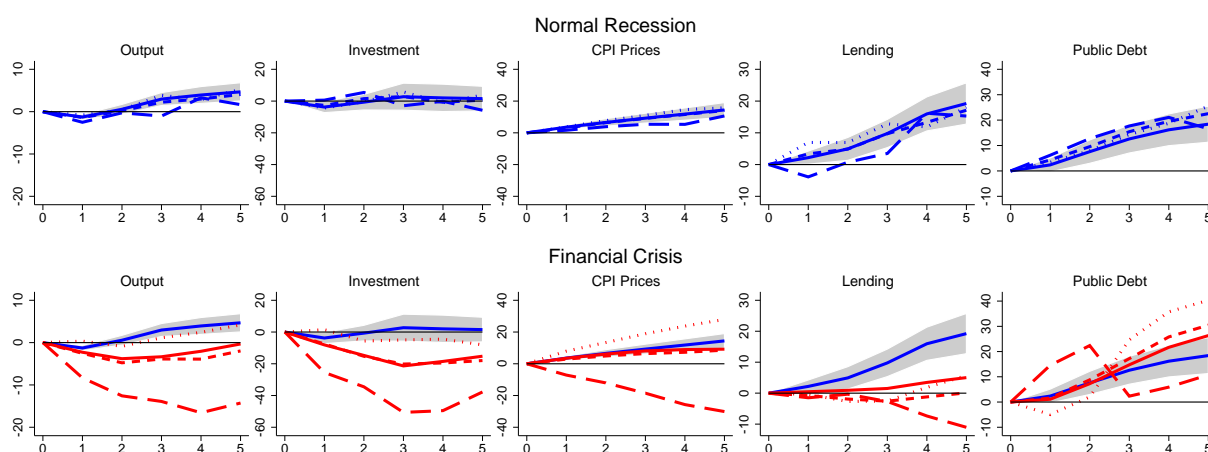 Normal Recession
Output Investment CPI Prices Lending Public Debt
10 20 40 30 40
0 0 20 20 30
-10 -20 0 10 20
-20 -40 -20 0 10
-60 -40 -10 0
-10
0 1 2 3 4 5 0 1 2 3 4 5 0 1 2 3 4 5 0 1 2 3 4 5 0 1 2 3 4 5
Financial Crisis
Output Investment CPI Prices Lending Public Debt
10 20 40 30 40
0 0 20 20 30
-10 -20 0 10 20
-20 -40 -20 0 10
-60 -40 -10 0
-10
0 1 2 3 4 5 0 1 2 3 4 5 0 1 2 3 4 5 0 1 2 3 4 5 0 1 2 3 4 5